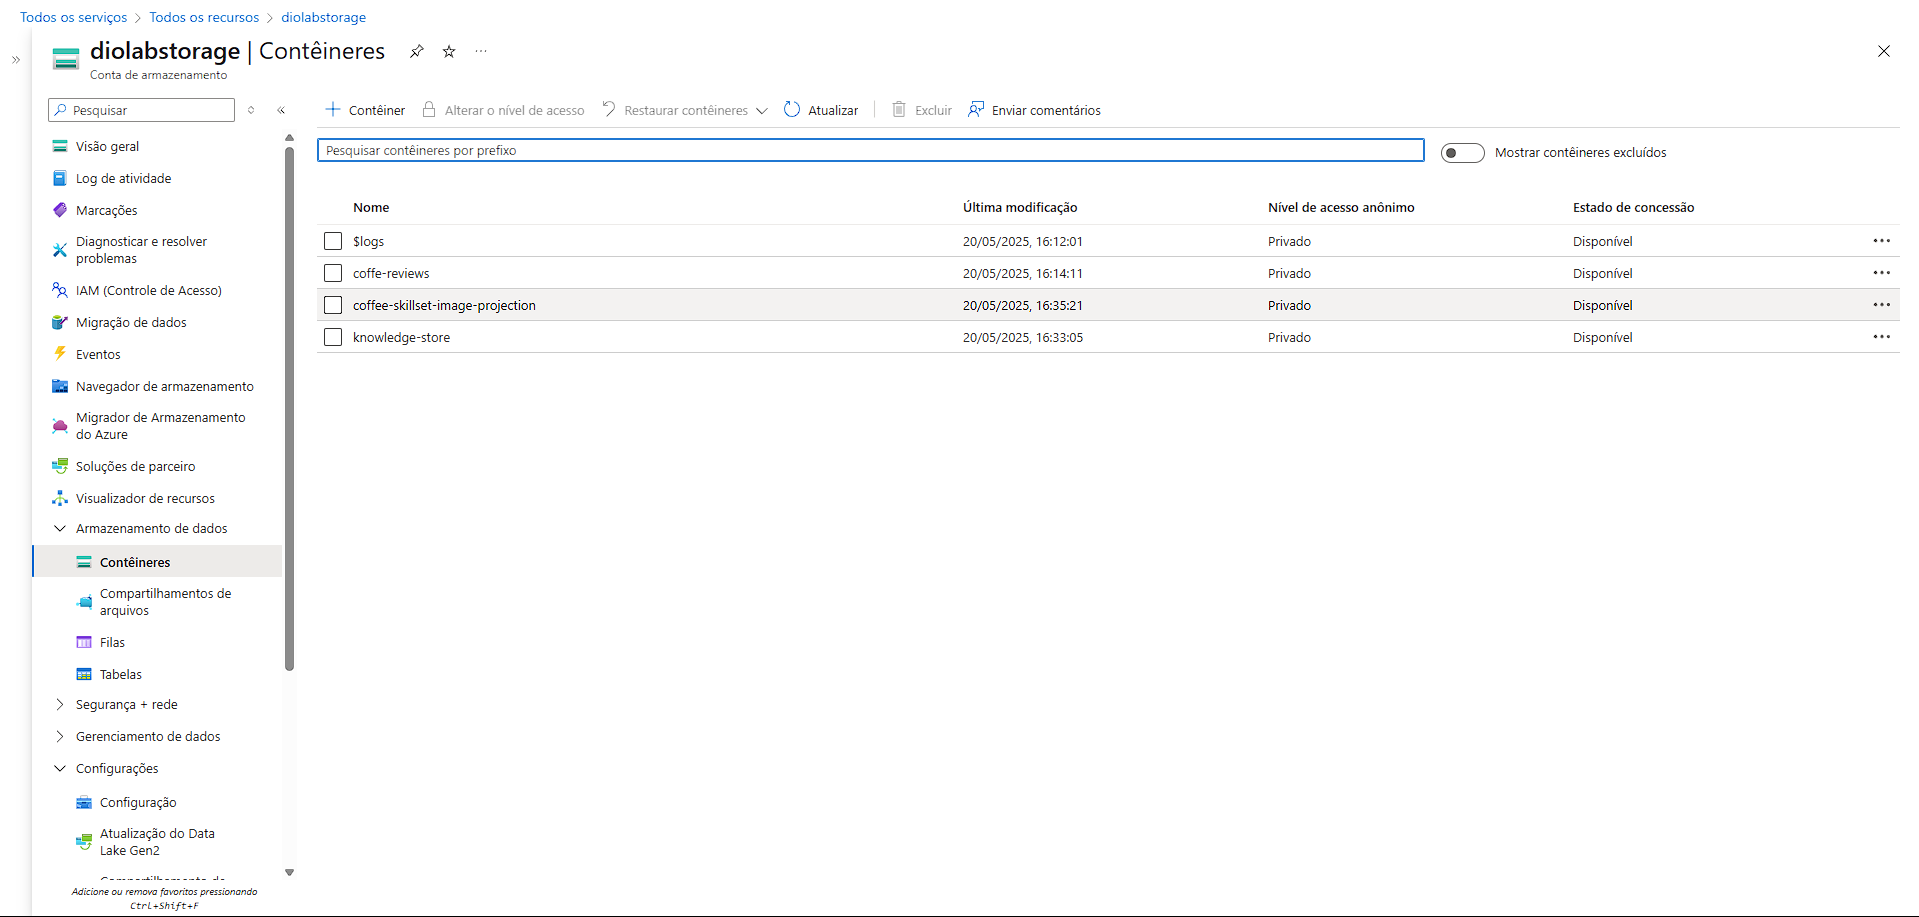 Todos os serviços > Todos os recursos > diolabstorage
diolabstorage | Contêineres
Conta de armazenamento
Pesquisar
Visão geral
Log de atividade
Marcações
Diagnosticar e resolver
problemas
IAM (Controle de Acesso)
Migração de dados
Eventos
Navegador de armazenamento
Migrador de Armazenamento
do Azure
Soluções de parceiro
Visualizador de recursos
Armazenamento de dados
Contêineres
Compartilhamentos de
arquivos
Filas
Tabelas
Segurança + rede
Gerenciamento de dados
Configurações
Configuração
Atualização do Data
Lake Gen2
Adicione ou remova favoritos pressionando
Ctrl+Shift+F
Contêiner Alterar o nível de acesso Restaurar contêineres Atualizar Excluir Enviar comentários
Pesquisar contêineres por prefixo Mostrar contêineres excluídos
Nome Última modificação Nível de acesso anônimo Estado de concessão
$logs 20/05/2025, 16:12:01 Privado Disponível
coffe-reviews 20/05/2025, 16:14:11 Privado Disponível
coffee-skillset-image-projection 20/05/2025, 16:35:21 Privado Disponível
knowledge-store 20/05/2025, 16:33:05 Privado Disponível